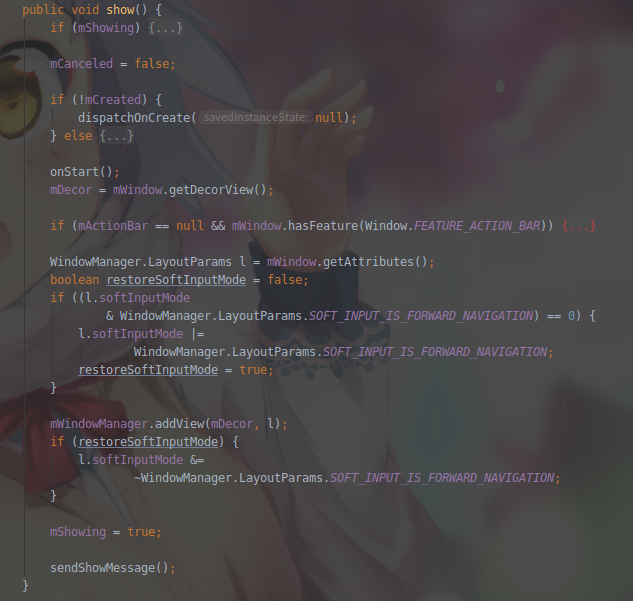 public void show() {
if (mShowing) {...}
mCanceled = false;
if (!mCreated) {
dispatchOnCreate( savedInstanceState: null);
} else {...}
onStart();
mDecor = mWindow.getDecorView();
if (mActionBar == null && mWindow.hasFeature(Window.FEATURE_ACTION_BAR)) {...}
WindowManager.LayoutParams l = mWindow.getAttributes();
boolean restoreSoftInputMode = false;
if ((l.softInputMode
& WindowManager.LayoutParams.SOFT_INPUT_IS_FORWARD_NAVIGATION) == 0) {
l.softInputMode |=
WindowManager.LayoutParams.SOFT_INPUT_IS_FORWARD_NAVIGATION;
restoreSoftInputMode = true;
}
mWindowManager.addView(mDecor, l);
if (restoreSoftInputMode) {
l.softInputMode &=
~WindowManager.LayoutParams.SOFT_INPUT_IS_FORWARD_NAVIGATION;
}
mShowing = true;
sendShowMessage();
}